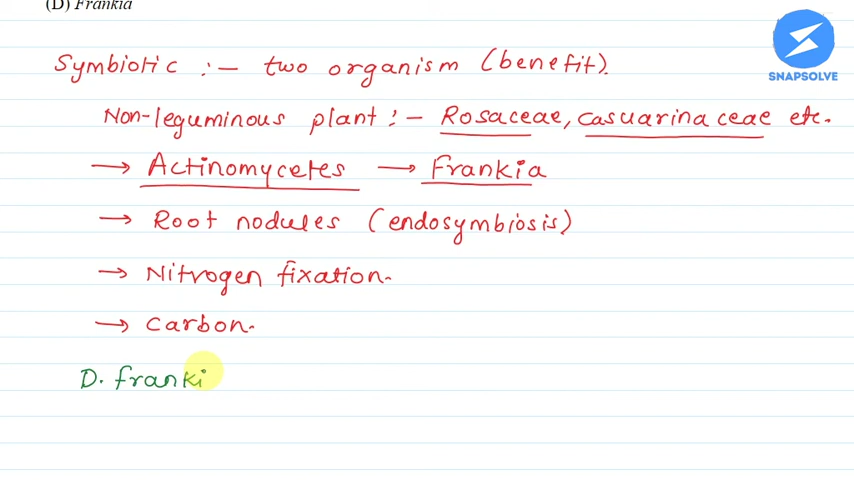 (D) Frankia
SNAPSOLVE
Symbiotic :- two organism (benefit).
Non-leguminous plant :- Rosaceae, casuarinaceae etc.
→ Actinomycetes → Frankia
→ Root nodules (endosymbiosis)
→ Nitrogen fixation.
→ carbon.
D. franki